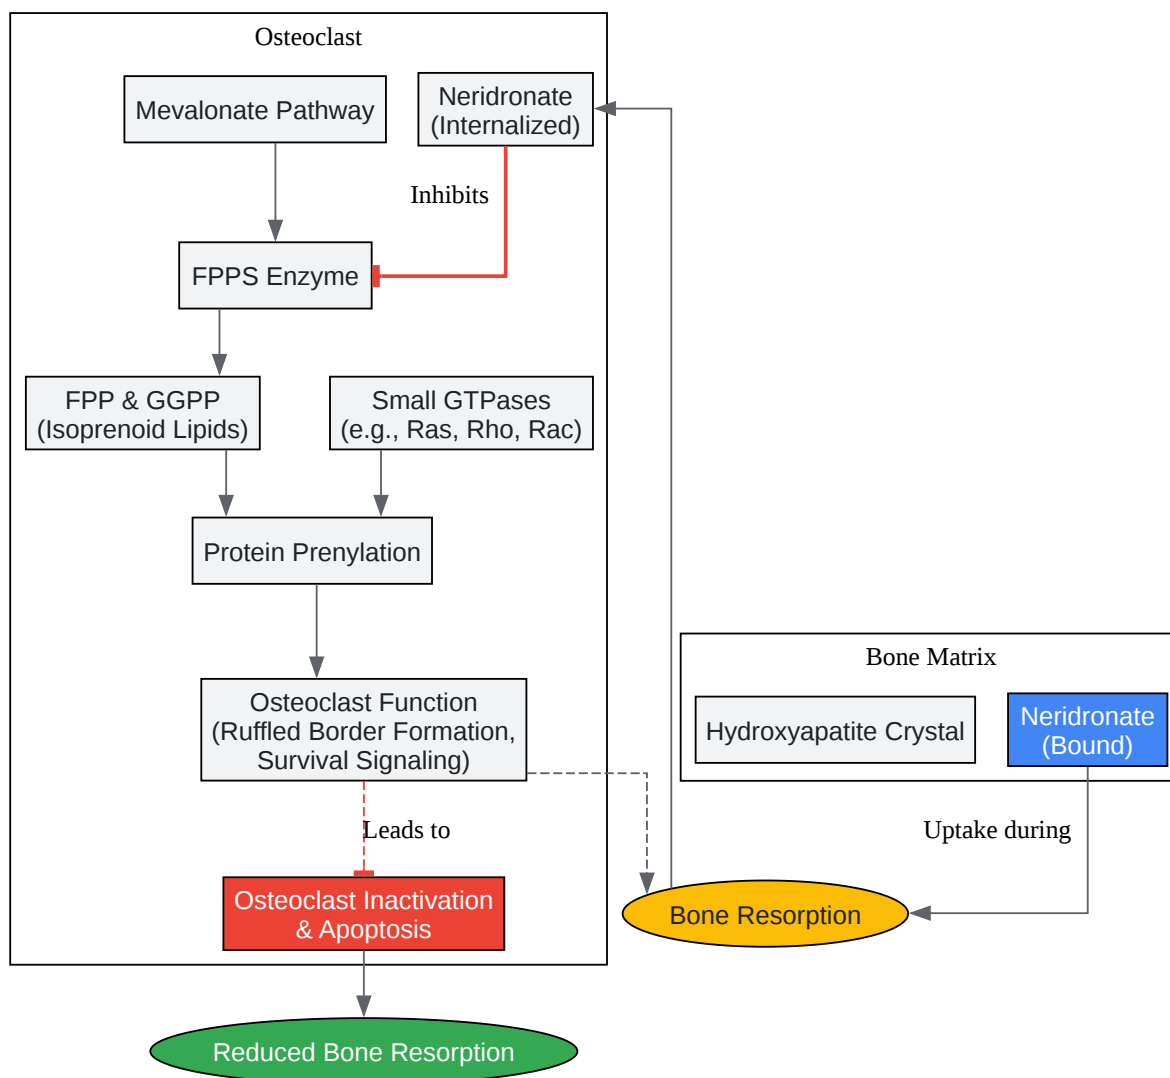 Osteoclast
Mevalonate Pathway
Neridronate
(Internalized)
Inhibits
FPPS Enzyme
FPP & GGPP
(Isoprenoid Lipids)
Small GTPases
(e.g., Ras, Rho, Rac)
Protein Prenylation
Osteoclast Function
(Ruffled Border Formation,
Survival Signaling)
Leads to
Osteoclast Inactivation
& Apoptosis
Reduced Bone Resorption
Bone Matrix
Hydroxyapatite Crystal
Neridronate
(Bound)
Uptake during
Bone Resorption